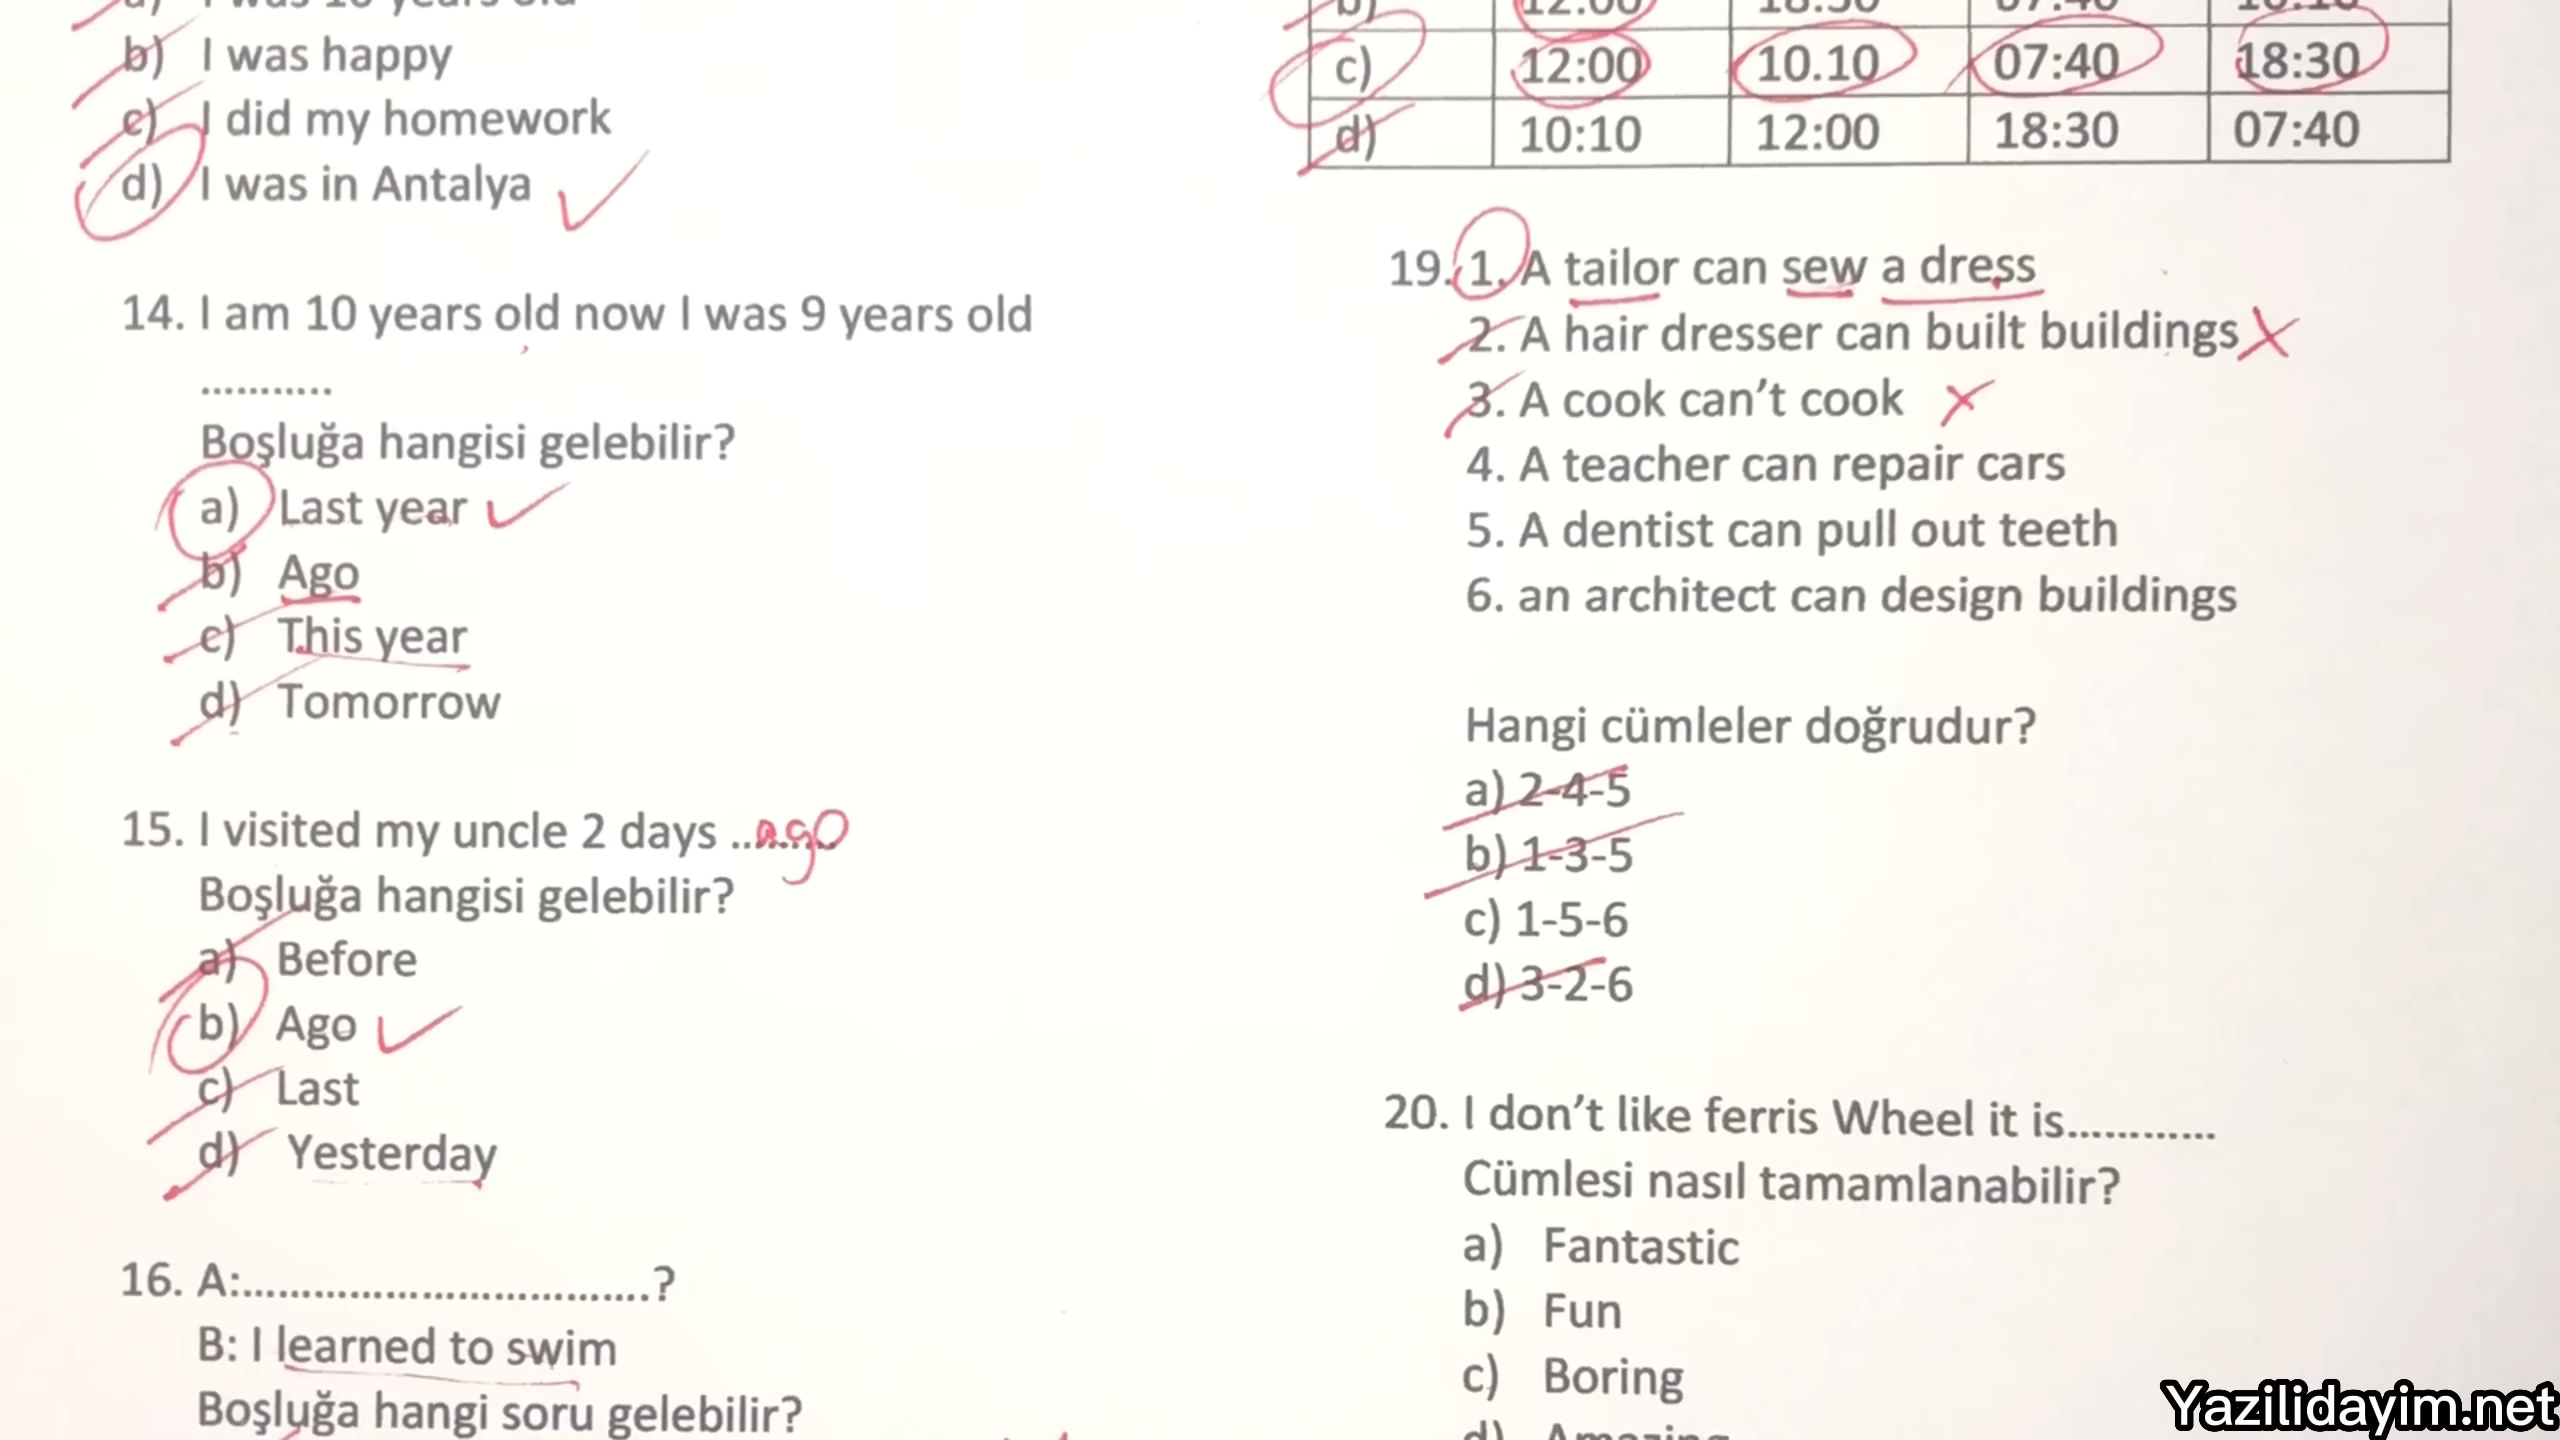 b) I was happy
c) I did my homework
d) I was in Antalya
14. I am 10 years old now I was 9 years old
...........
Boşluğa hangisi gelebilir?
a) Last year
b) Ago
c) This year
d) Tomorrow
15. I visited my uncle 2 days .........ago
Boşluğa hangisi gelebilir?
a) Before
b) Ago
c) Last
d) Yesterday
16. A:..................................?
B: I learned to swim
Boşluğa hangi soru gelebilir?
c) 12:00 10.10 07:40 18:30
d) 10:10 12:00 18:30 07:40
19. 1. A tailor can sew a dress
2. A hair dresser can built buildings
3. A cook can't cook
4. A teacher can repair cars
5. A dentist can pull out teeth
6. an architect can design buildings
Hangi cümleler doğrudur?
a) 2-4-5
b) 1-3-5
c) 1-5-6
d) 3-2-6
20. I don't like ferris Wheel it is............
Cümlesi nasıl tamamlanabilir?
a) Fantastic
b) Fun
c) Boring
Yazilidayim.net